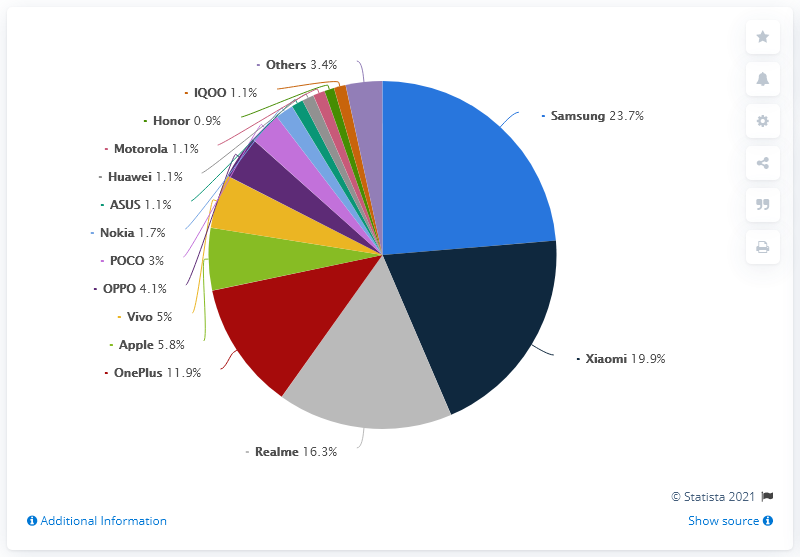 Others 3.4%
IQOO 1.1%
Honor 0.9%
Motorola 1.1%
Huawei 1.1%
ASUS 1.1%
Nokia 1.7%
POCO 3%
OPPO 4.1%
Vivo 5%
Apple 5.8%
OnePlus 11.9%
Realme 16.3%
Samsung 23.7%
Xiaomi 19.9%
© Statista 2021
Additional Information
Show source